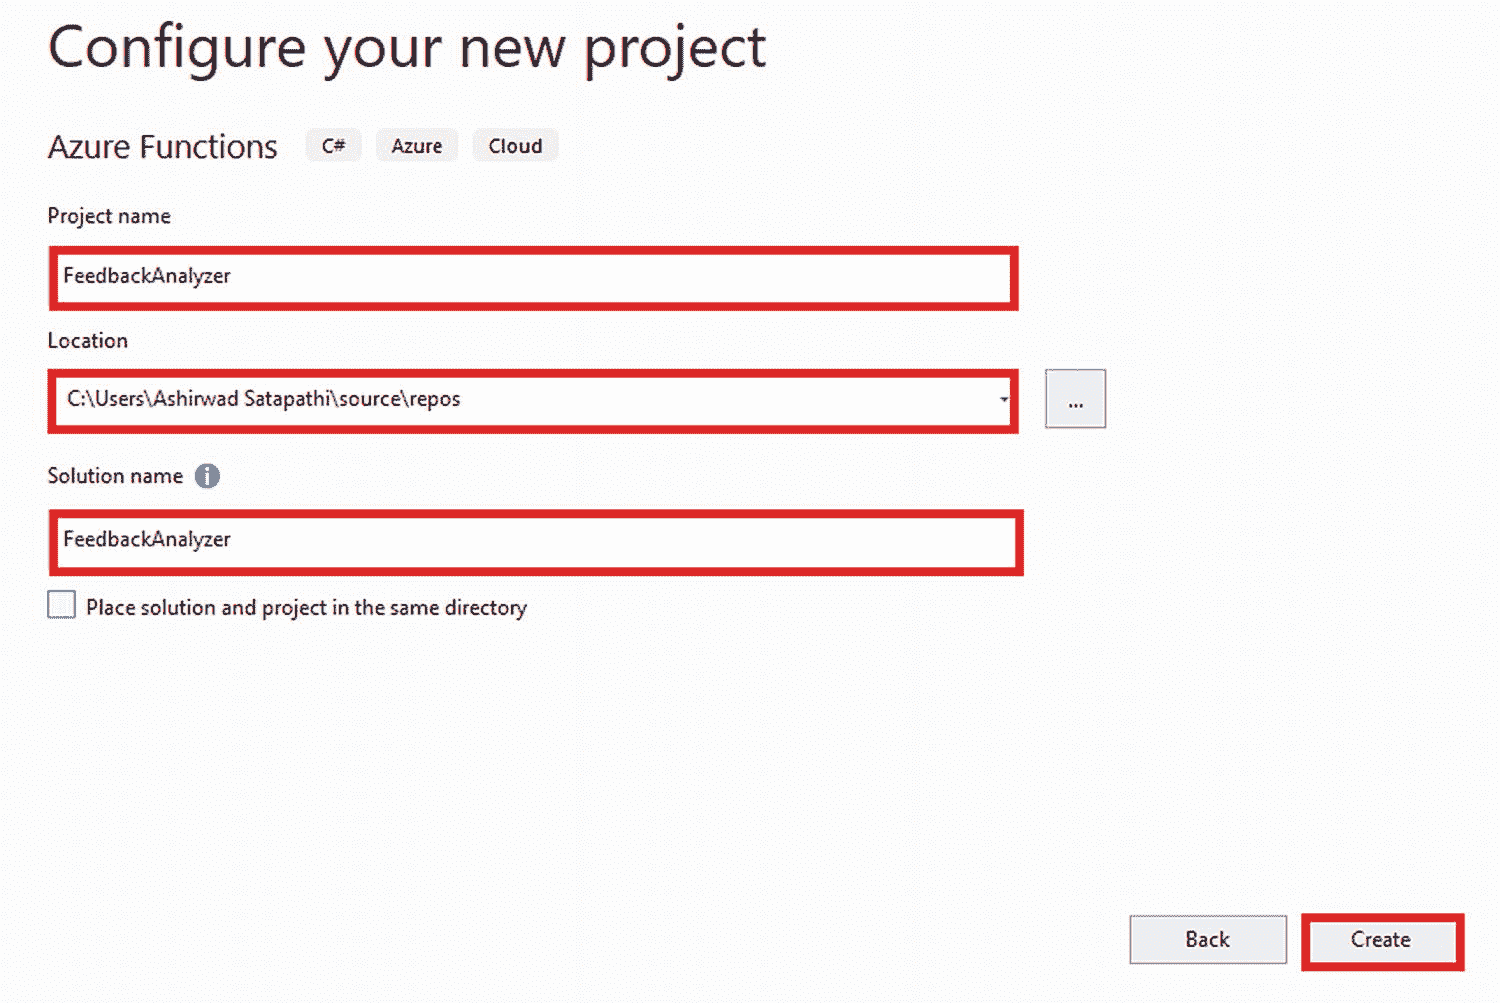 Configure your new project
Azure Functions C# Azure Cloud
Project name
FeedbackAnalyzer
Location
C:\Users\Ashirwad Satapathi\source\repos
...
Solution name
FeedbackAnalyzer
Place solution and project in the same directory
Back Create